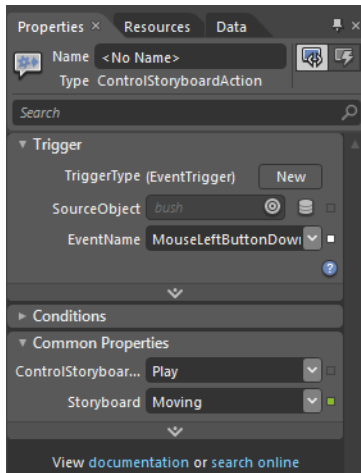 Properties × Resources Data
Name <No Name>
Type ControlStoryboardAction
Search
Trigger
TriggerType (EventTrigger) New
SourceObject bush
EventName MouseLeftButtonDown
?
Conditions
Common Properties
ControlStoryboar... Play
Storyboard Moving
View documentation or search online